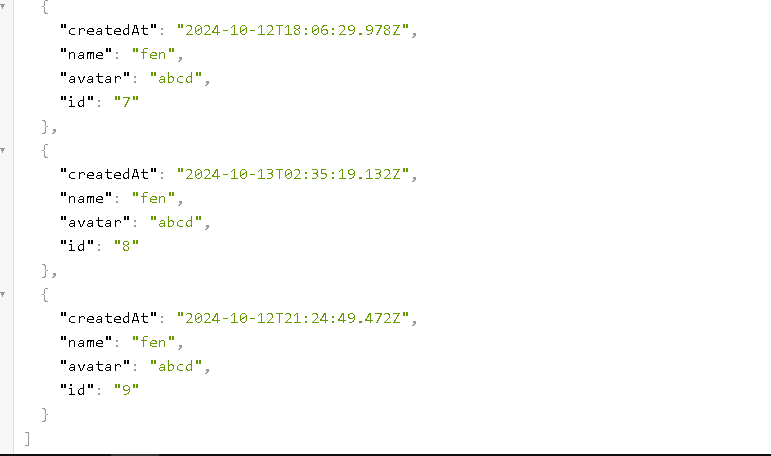 {
"createdAt": "2024-10-12T18:06:29.978Z",
"name": "fen",
"avatar": "abcd",
"id": "7"
},
{
"createdAt": "2024-10-13T02:35:19.132Z",
"name": "fen",
"avatar": "abcd",
"id": "8"
},
{
"createdAt": "2024-10-12T21:24:49.472Z",
"name": "fen",
"avatar": "abcd",
"id": "9"
}
]